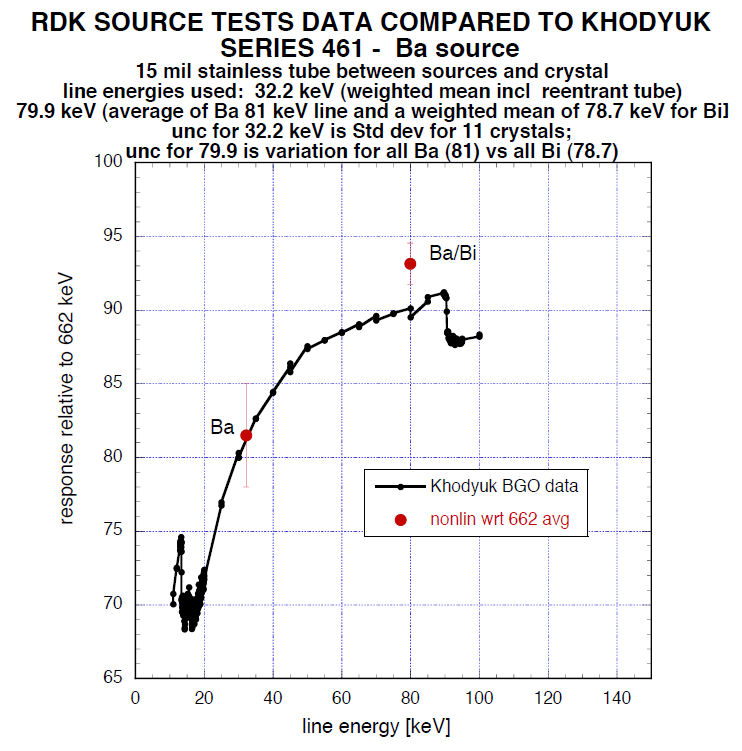 RDK SOURCE TESTS DATA COMPARED TO KHODYUK
SERIES 461 - Ba source
15 mil stainless tube between sources and crystal
line energies used: 32.2 keV (weighted mean incl reentrant tube)
79.9 keV (average of Ba 81 keV line and a weighted mean of 78.7 keV for Bi]
unc for 32.2 keV is Std dev for 11 crystals;
unc for 79.9 is variation for all Ba (81) vs all Bi (78.7)
100
95
90
85
80
75
70
65
response relative to 662 keV
Ba/Bi
Ba
Khodyuk BGO data
nonlin wrt 662 avg
0 20 40 60 80 100 120 140
line energy [keV]